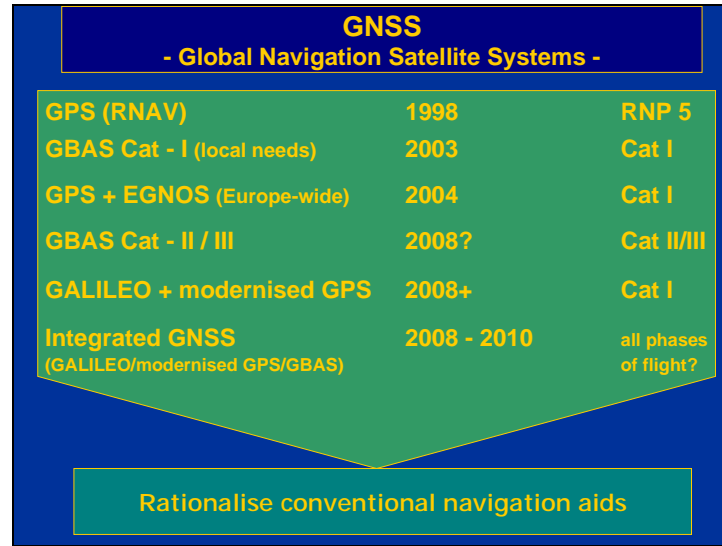 GNSS
- Global Navigation Satellite Systems -
GPS (RNAV) 1998 RNP 5
GBAS Cat - I (local needs) 2003 Cat I
GPS + EGNOS (Europe-wide) 2004 Cat I
GBAS Cat - II / III 2008? Cat II/III
GALILEO + modernised GPS 2008+ Cat I
Integrated GNSS 2008 - 2010 all phases
(GALILEO/modernised GPS/GBAS) of flight?
Rationalise conventional navigation aids